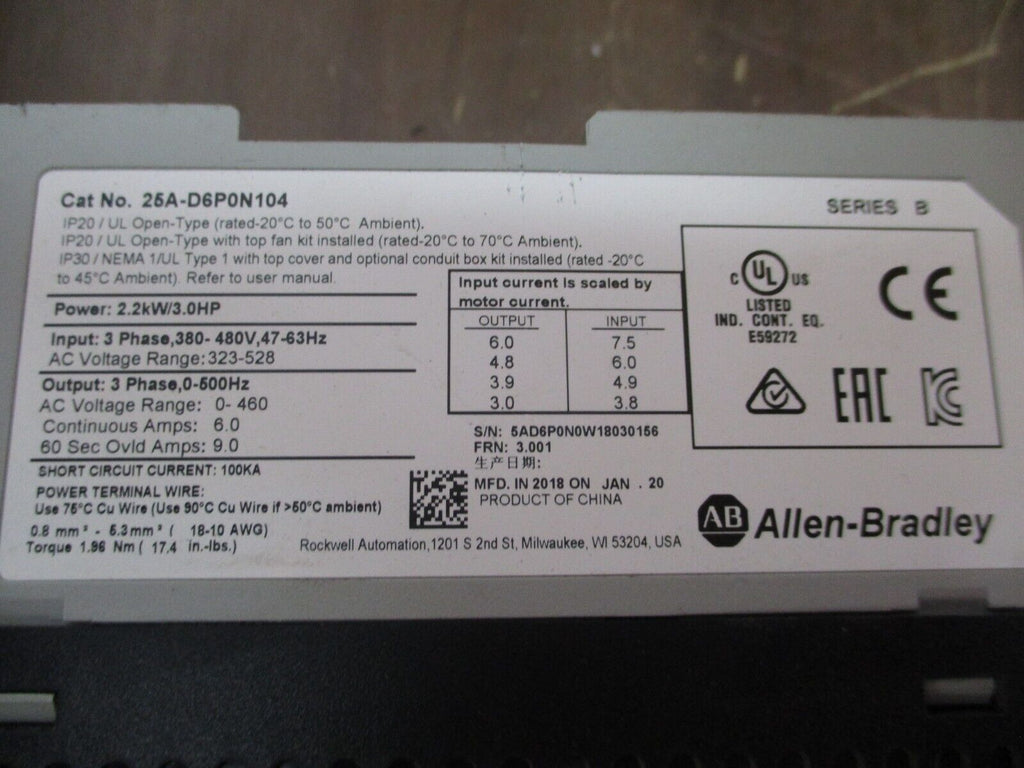 Cat No. 25A-D6P0N104
SERIES B
IP20 / UL Open-Type (rated-20°C to 50°C Ambient).
IP20 / UL Open-Type with top fan kit installed (rated-20°C to 70°C Ambient).
IP30 / NEMA 1/UL Type 1 with top cover and optional conduit box kit installed (rated -20°C
to 45°C Ambient). Refer to user manual.
Power: 2.2kW/3.0HP
Input: 3 Phase,380- 480V,47-63Hz
AC Voltage Range:323-528
Output: 3 Phase,0-500Hz
AC Voltage Range: 0- 460
Continuous Amps: 6.0
60 Sec Ovld Amps: 9.0
SHORT CIRCUIT CURRENT: 100KA
POWER TERMINAL WIRE:
Use 75°C Cu Wire (Use 90°C Cu Wire if >50°C ambient)
0.8 mm² - 5.3mm² ( 18-10 AWG)
Torque 1.96 Nm ( 17.4 in.-lbs.)
Input current is scaled by
motor current.
OUTPUT INPUT
6.0 7.5
4.8 6.0
3.9 4.9
3.0 3.8
C UL US
LISTED
IND. CONT. EQ.
E59272
CE
EAC
KC
S/N: 5AD6P0N0W18030156
FRN: 3.001
生产日期:
MFD. IN 2018 ON JAN . 20
PRODUCT OF CHINA
Rockwell Automation,1201 S 2nd St, Milwaukee, WI 53204, USA
AB Allen-Bradley